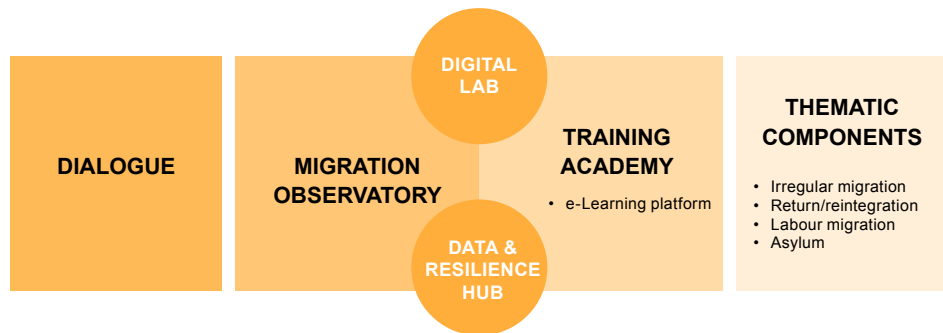 DIALOGUE
MIGRATION
OBSERVATORY
DIGITAL
LAB
DATA &
RESILIENCE
HUB
TRAINING
ACADEMY
• e-Learning platform
THEMATIC
COMPONENTS
• Irregular migration
• Return/reintegration
• Labour migration
• Asylum